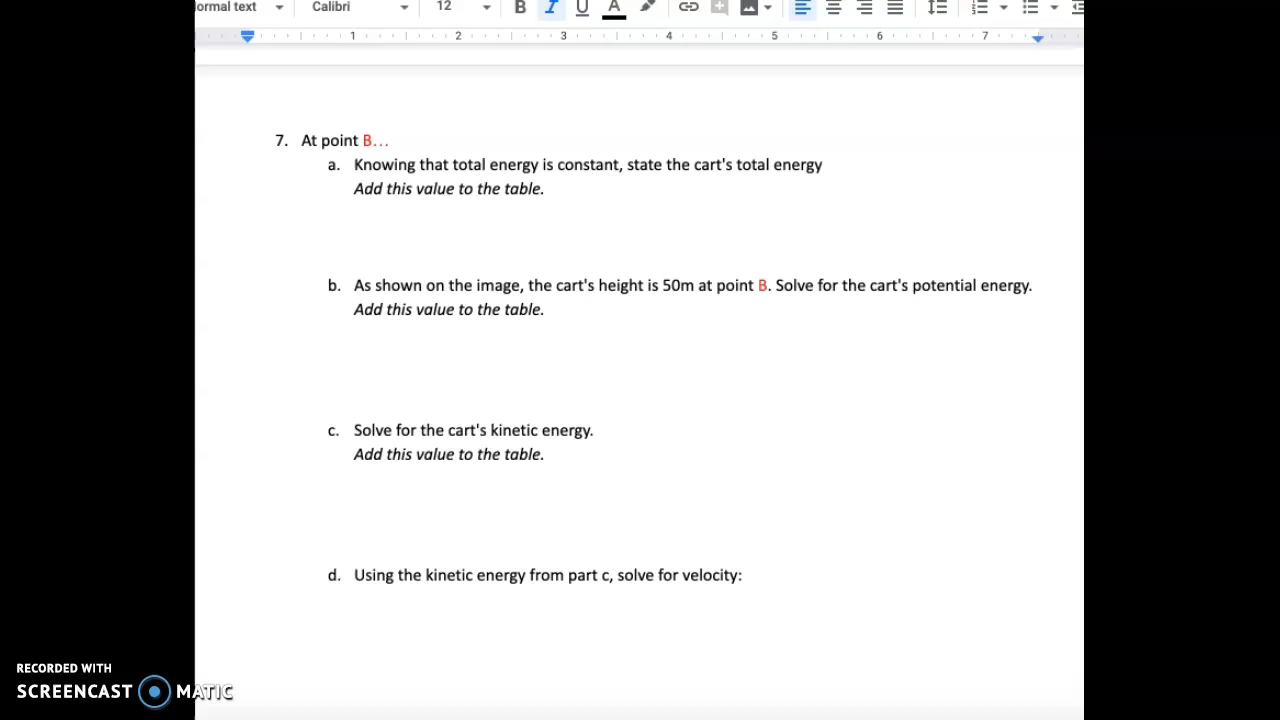 ormal text Calibri 12 B I U A
1 2 3 4 5 6 7
7. At point B...
a. Knowing that total energy is constant, state the cart's total energy
Add this value to the table.
b. As shown on the image, the cart's height is 50m at point B. Solve for the cart's potential energy.
Add this value to the table.
c. Solve for the cart's kinetic energy.
Add this value to the table.
d. Using the kinetic energy from part c, solve for velocity:
RECORDED WITH
SCREENCAST MATIC